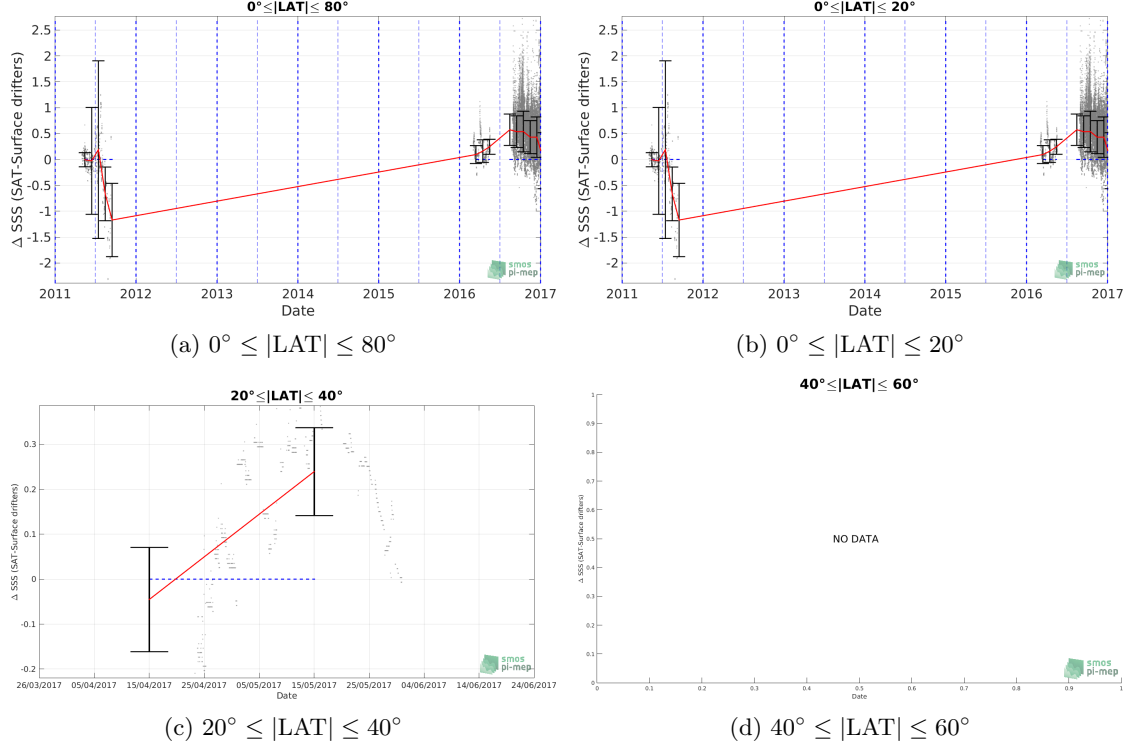 0°≤|LAT|≤ 80°
Δ SSS (SAT-Surface drifters)
2.5
2
1.5
1
0.5
0
-0.5
-1
-1.5
-2
2011 2012 2013 2014 2015 2016 2017
Date
smos
pi-mep
(a) 0° ≤ |LAT| ≤ 80°
0°≤|LAT|≤ 20°
Δ SSS (SAT-Surface drifters)
2.5
2
1.5
1
0.5
0
-0.5
-1
-1.5
-2
2011 2012 2013 2014 2015 2016 2017
Date
smos
pi-mep
(b) 0° ≤ |LAT| ≤ 20°
20°≤|LAT|≤ 40°
Δ SSS (SAT-Surface drifters)
0.3
0.2
0.1
0
-0.1
-0.2
26/03/2017 05/04/2017 15/04/2017 25/04/2017 05/05/2017 15/05/2017 25/05/2017 04/06/2017 14/06/2017 24/06/2017
Date
smos
pi-mep
(c) 20° ≤ |LAT| ≤ 40°
40°≤|LAT|≤ 60°
Δ SSS (SAT-Surface drifters)
1
0.9
0.8
0.7
0.6
0.5
0.4
0.3
0.2
0.1
0
NO DATA
0 0.1 0.2 0.3 0.4 0.5 0.6 0.7 0.8 0.9 1
Date
smos
pi-mep
(d) 40° ≤ |LAT| ≤ 60°